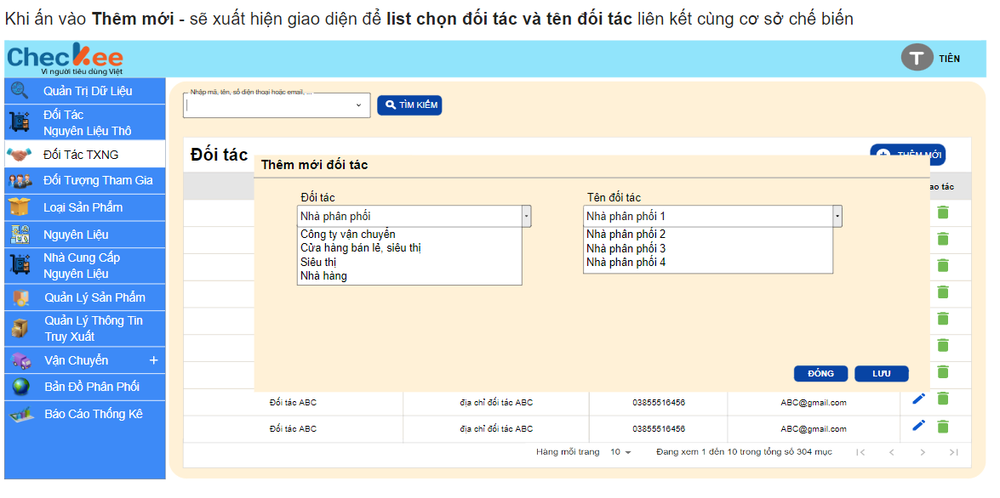 Khi ấn vào Thêm mới - sẽ xuất hiện giao diện để list chọn đối tác và tên đối tác liên kết cùng cơ sở chế biến
Checkee
Vì người tiêu dùng Việt
T TIÊN
Quản Trị Dữ Liệu
Đối Tác
Nguyên Liệu Thô
Đối Tác TXNG
Đối Tượng Tham Gia
Loại Sản Phẩm
Nguyên Liệu
Nhà Cung Cấp
Nguyên Liệu
Quản Lý Sản Phẩm
Quản Lý Thông Tin
Truy Xuất
Vận Chuyển +
Bản Đồ Phân Phối
Báo Cáo Thống Kê
Nhập mã, tên, số điện thoại hoặc email, ...
TÌM KIẾM
Đối tác
THÊM MỚI
ao tác
Thêm mới đối tác
Đối tác
Nhà phân phối
Công ty vận chuyển
Cửa hàng bán lẻ, siêu thị
Siêu thị
Nhà hàng
Tên đối tác
Nhà phân phối 1
Nhà phân phối 2
Nhà phân phối 3
Nhà phân phối 4
ĐÓNG LƯU
Đối tác ABC địa chỉ đối tác ABC 03855516456 ABC@gmail.com
Đối tác ABC địa chỉ đối tác ABC 03855516456 ABC@gmail.com
Hàng mỗi trang 10 Đang xem 1 đến 10 trong tổng số 304 mục